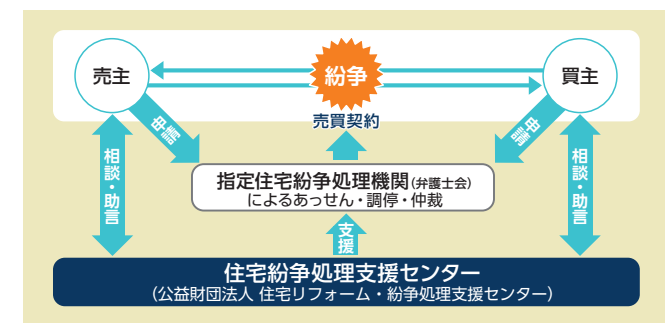 売主
紛争
買主
売買契約
申請
申請
相談・助言
指定住宅紛争処理機関(弁護士会)
によるあっせん・調停・仲裁
相談・助言
支援
住宅紛争処理支援センター
(公益財団法人 住宅リフォーム・紛争処理支援センター)